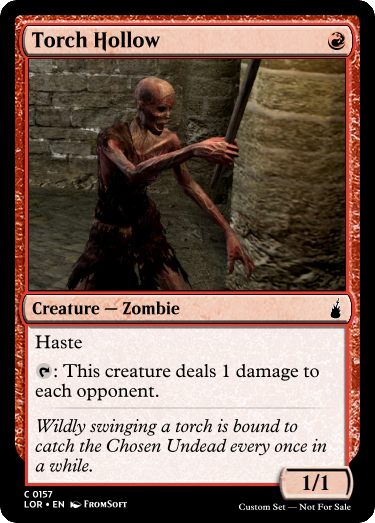 Torch Hollow
Creature — Zombie
Haste
: This creature deals 1 damage to
each opponent.
Wildly swinging a torch is bound to
catch the Chosen Undead every once in
a while.
1/1
C 0157
LOR • EN FromSoft
Custom Set — Not For Sale